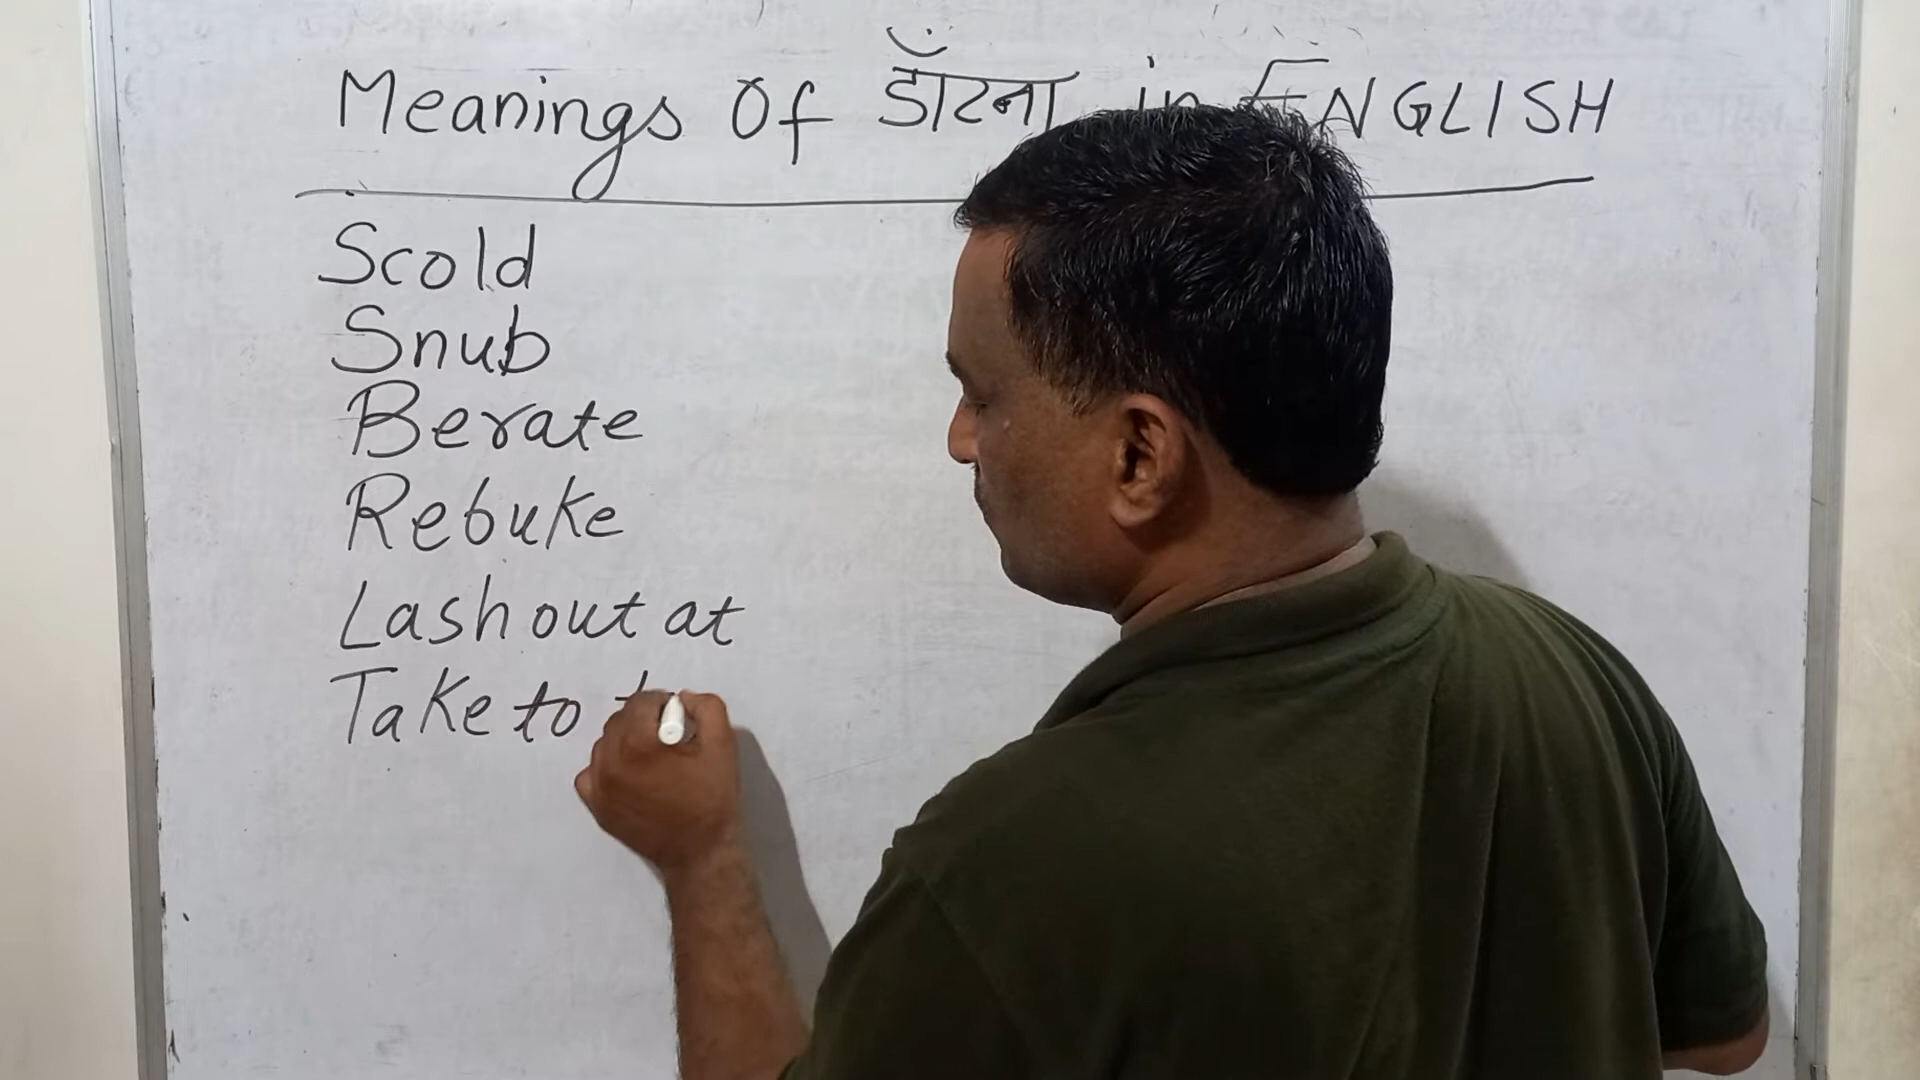 Meanings Of डाँटना in ENGLISH
Scold
Snub
Berate
Rebuke
Lash out at
Take to